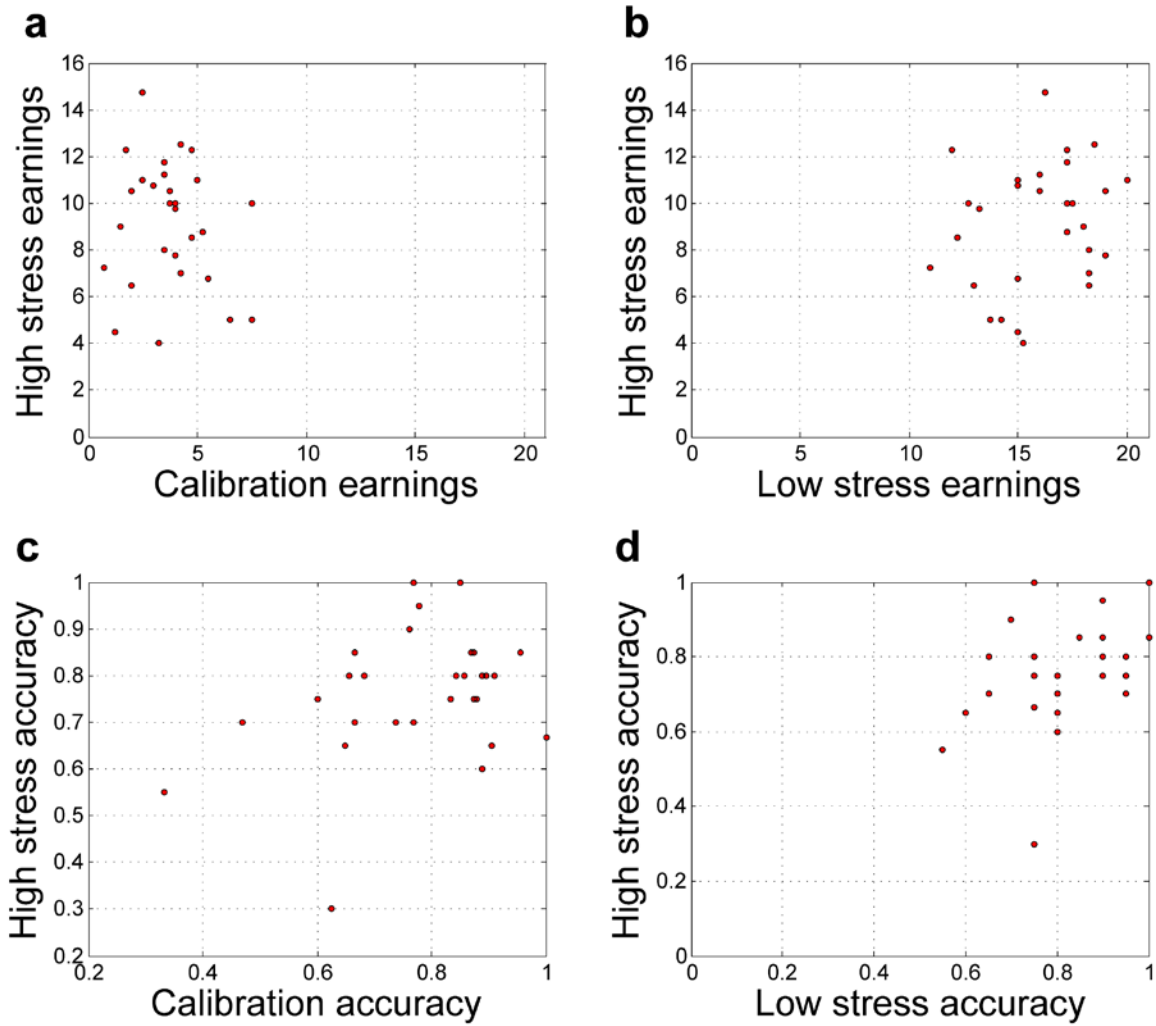 a
b
16
14
12
10
8
6
4
2
0
High stress earnings
0 5 10 15 20
Calibration earnings
16
14
12
10
8
6
4
2
0
High stress earnings
0 5 10 15 20
Low stress earnings
c
d
1
0.9
0.8
0.7
0.6
0.5
0.4
0.3
0.2
High stress accuracy
0.2 0.4 0.6 0.8 1
Calibration accuracy
1
0.8
0.6
0.4
0.2
0
High stress accuracy
0 0.2 0.4 0.6 0.8 1
Low stress accuracy